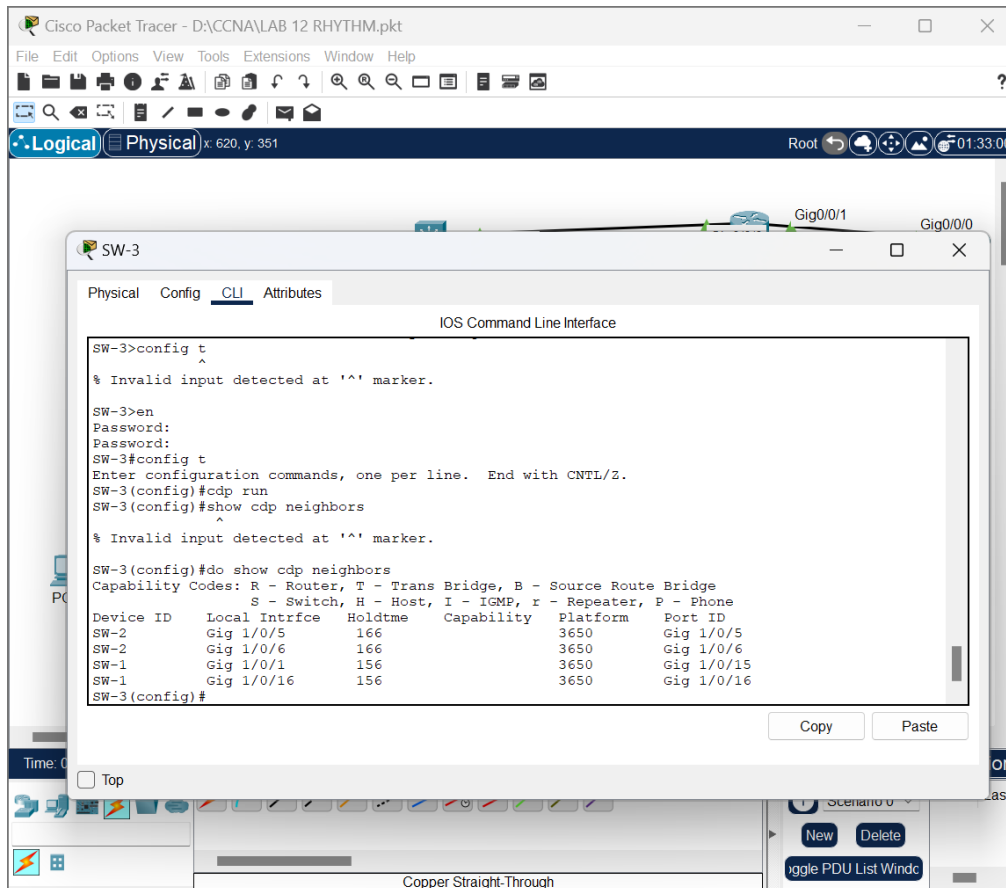 Cisco Packet Tracer - D:\CCNA\LAB 12 RHYTHM.pkt
File Edit Options View Tools Extensions Window Help
?
Logical Physical x: 620, y: 351 Root 01:33:00
Gig0/0/1
Gig0/0/0
SW-3
Physical Config CLI Attributes
IOS Command Line Interface
SW-3>config t
^
% Invalid input detected at '^' marker.
SW-3>en
Password:
Password:
SW-3#config t
Enter configuration commands, one per line. End with CNTL/Z.
SW-3(config)#cdp run
SW-3(config)#show cdp neighbors
^
% Invalid input detected at '^' marker.
SW-3(config)#do show cdp neighbors
Capability Codes: R - Router, T - Trans Bridge, B - Source Route Bridge
S - Switch, H - Host, I - IGMP, r - Repeater, P - Phone
Device ID Local Intrfce Holdtme Capability Platform Port ID
SW-2 Gig 1/0/5 166 3650 Gig 1/0/5
SW-2 Gig 1/0/6 166 3650 Gig 1/0/6
SW-1 Gig 1/0/1 156 3650 Gig 1/0/15
SW-1 Gig 1/0/16 156 3650 Gig 1/0/16
SW-3(config)#
PC
Copy Paste
Time: 0
Top
Scenario 0
New Delete
oggle PDU List Windo
Copper Straight-Through